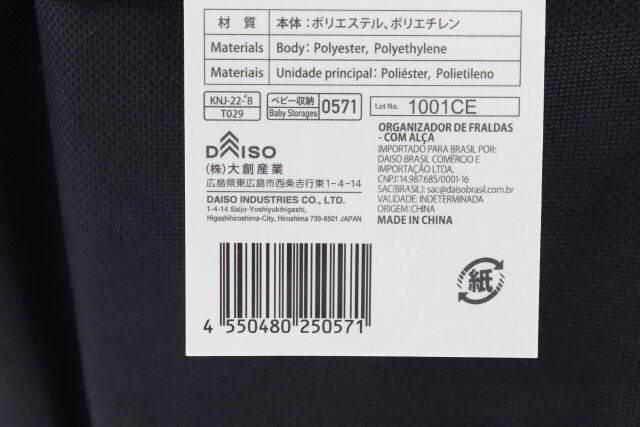 材 質 本体：ポリエステル、ポリエチレン
Materials Body: Polyester, Polyethylene
Materiais Unidade principal: Poliéster, Polietileno
KNJ-22-"8
T029
ベビー収納
Baby Storages
0571
Lot No. 1001CE
DAISO
(株)大創産業
広島県東広島市西条吉行東1-4-14
DAISO INDUSTRIES CO., LTD.
1-4-14 Saijo-Yoshiyukihigashi,
Higashihiroshima-City, Hiroshima 739-8501 JAPAN
ORGANIZADOR DE FRALDAS
- COM ALÇA
IMPORTADO PARA BRASIL POR:
DAISO BRASIL COMÉRCIO E
IMPORTAÇÃO LTDA.
CNPJ: 14.987.685/0001-16
SAC(BRASIL): sac@daisobrasil.com.br
VALIDADE: INDETERMINADA
ORIGEM:CHINA
MADE IN CHINA
4 550480 250571
紙